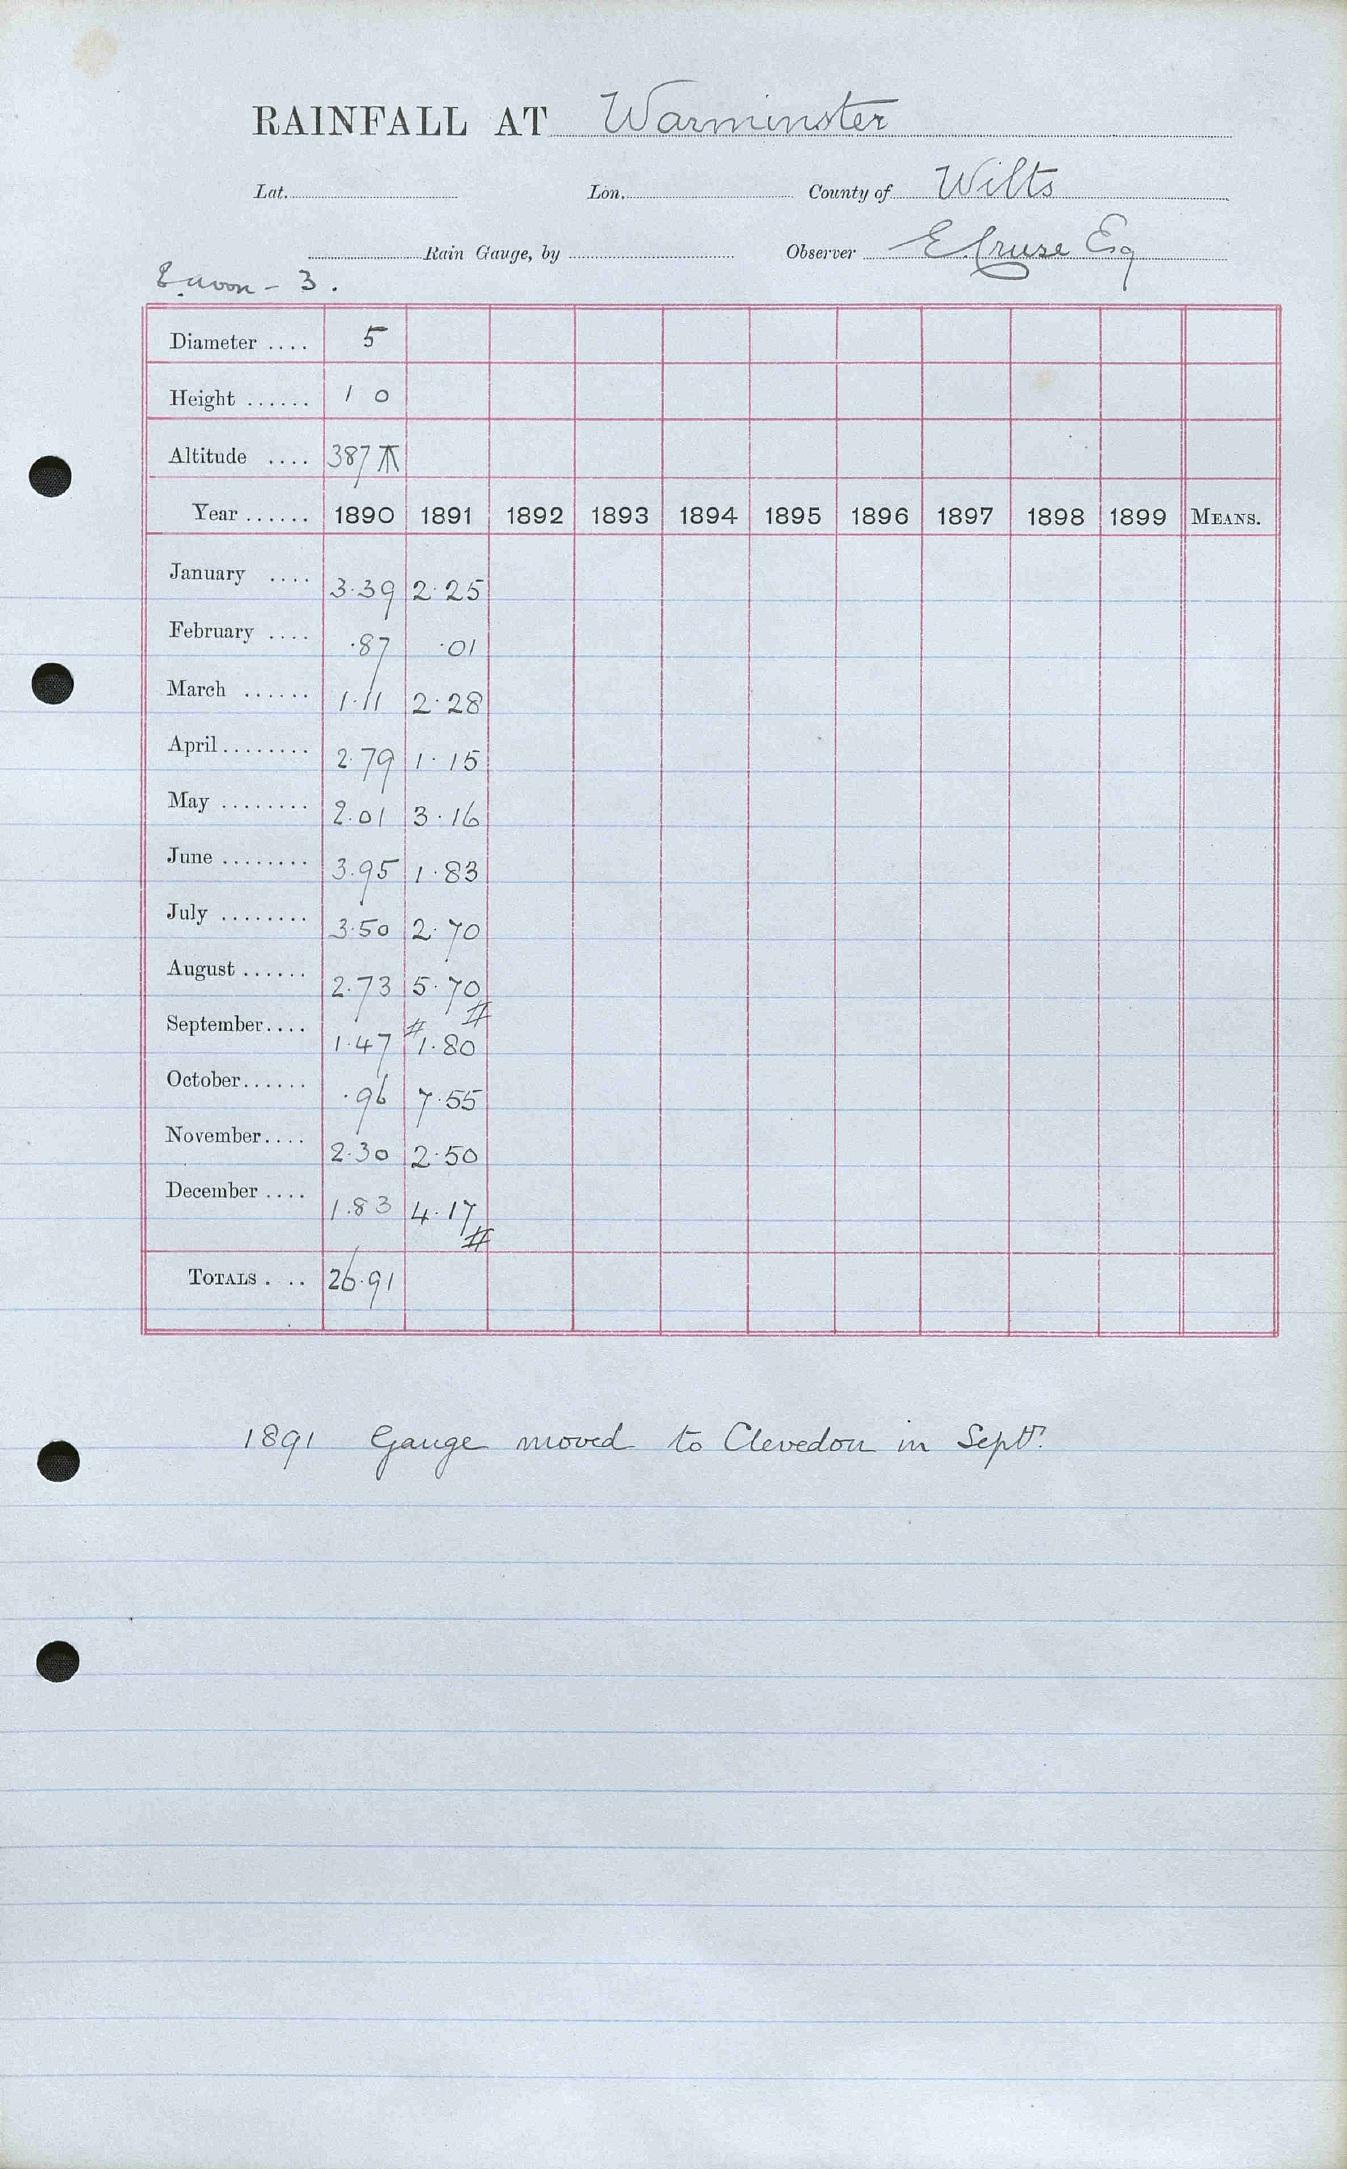 RAINFALL AT Warminster
Lat. Lon. County of Wilts
Rain Gauge, by Observer E. Cruse Esq
Avon - 3.
Diameter .... 5
Height ...... 1 0
Altitude .... 387
Year ...... 1890 1891 1892 1893 1894 1895 1896 1897 1898 1899 MEANS.
January .... 3.39 2.25
February .... .87 .01
March ...... 1.11 2.28
April ........ 2.79 1.15
May ........ 2.01 3.16
June ........ 3.95 1.83
July ........ 3.50 2.70
August ...... 2.73 5.70 #
September.... 1.47 # 1.80
October ...... .96 7.55
November.... 2.30 2.50
December .... 1.83 4.17 #
TOTALS . .. 26.91
1891 Gauge moved to Clevedon in Sept.